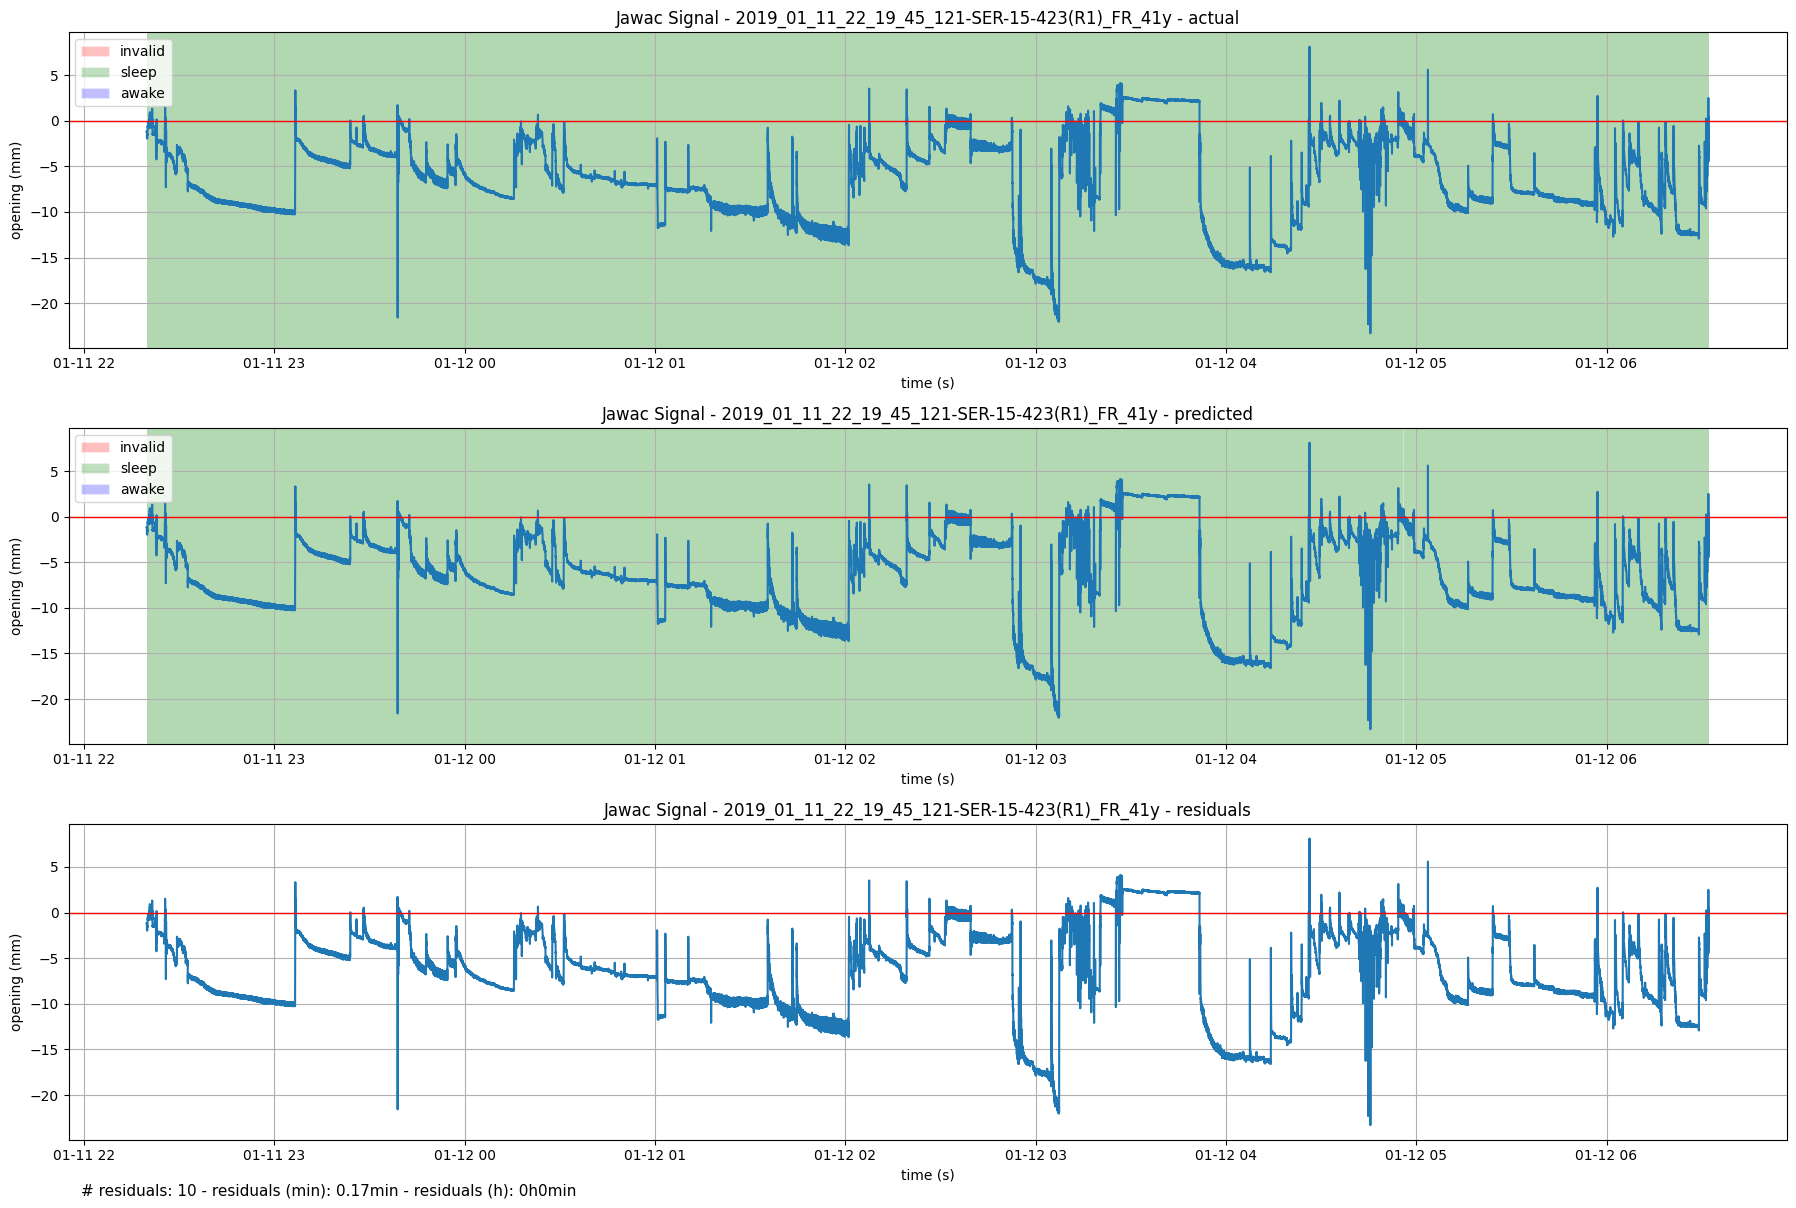 Jawac Signal - 2019_01_11_22_19_45_121-SER-15-423(R1)_FR_41y - actual
invalid
sleep
awake
opening (mm)
5
0
−5
−10
−15
−20
01-11 22 01-11 23 01-12 00 01-12 01 01-12 02 01-12 03 01-12 04 01-12 05 01-12 06
time (s)
Jawac Signal - 2019_01_11_22_19_45_121-SER-15-423(R1)_FR_41y - predicted
invalid
sleep
awake
opening (mm)
5
0
−5
−10
−15
−20
01-11 22 01-11 23 01-12 00 01-12 01 01-12 02 01-12 03 01-12 04 01-12 05 01-12 06
time (s)
Jawac Signal - 2019_01_11_22_19_45_121-SER-15-423(R1)_FR_41y - residuals
opening (mm)
5
0
−5
−10
−15
−20
01-11 22 01-11 23 01-12 00 01-12 01 01-12 02 01-12 03 01-12 04 01-12 05 01-12 06
time (s)
# residuals: 10 - residuals (min): 0.17min - residuals (h): 0h0min